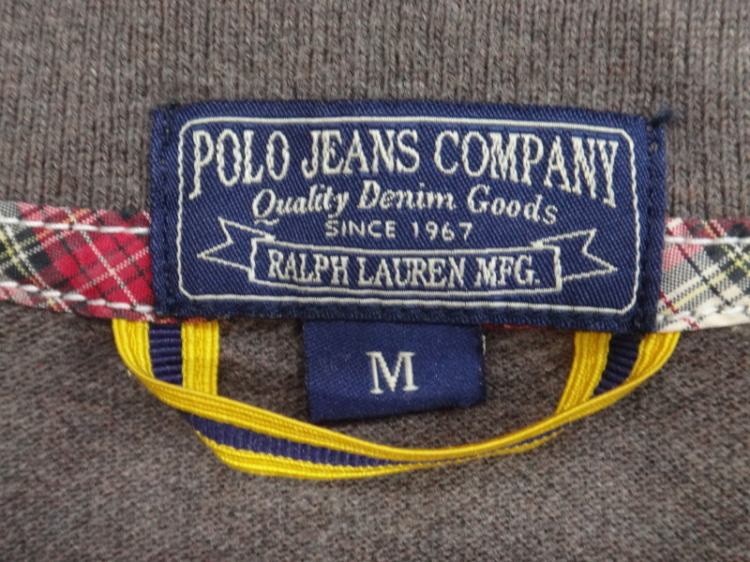 POLO JEANS COMPANY
Quality Denim Goods
SINCE 1967
RALPH LAUREN MFG.
M